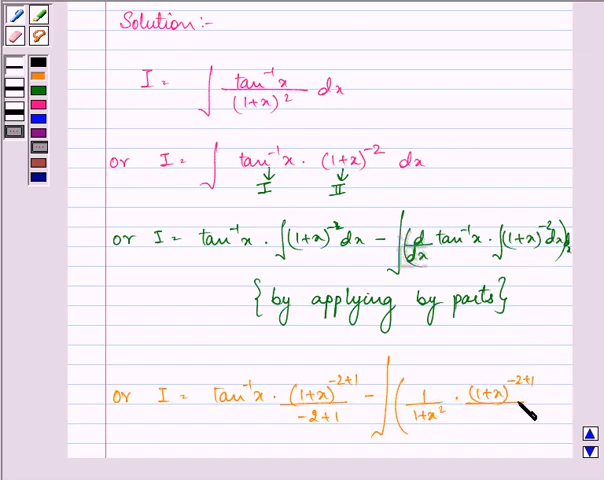 Solution:-
I = ∫ tan⁻¹x / (1+x)² dx
or I = ∫ tan⁻¹x · (1+x)⁻² dx
I II
or I = tan⁻¹x · ∫(1+x)⁻² dx − ∫(d/dx tan⁻¹x · ∫(1+x)⁻² dx)dx
{by applying by parts}
or I = tan⁻¹x · (1+x)⁻²⁺¹ / -2+1 − ∫(1/1+x² · (1+x)⁻²⁺¹